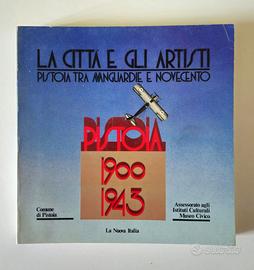 LA CITTÀ E GLI ARTISTI
PISTOIA TRA AVANGUARDIE E NOVECENTO
PISTOIA
1900
1943
Comune
di Pistoia
Assessorato agli
Istituti Culturali
Museo Civico
La Nuova Italia
subito